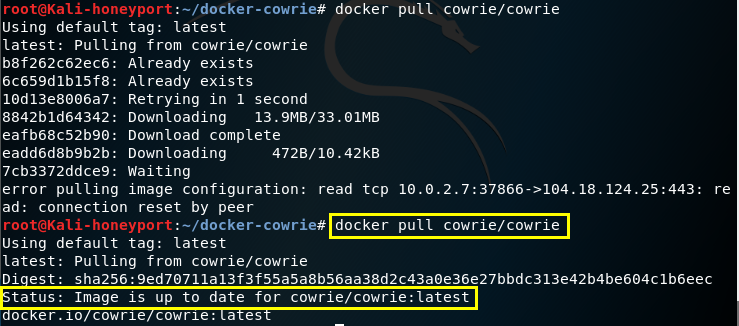 root@Kali-honeyport:~/docker-cowrie# docker pull cowrie/cowrie
Using default tag: latest
latest: Pulling from cowrie/cowrie
b8f262c62ec6: Already exists
6c659d1b15f8: Already exists
10d13e8006a7: Retrying in 1 second
8842b1d64342: Downloading   13.9MB/33.01MB
eafb68c52b90: Download complete
eadd6d8b9b2b: Downloading     472B/10.42kB
7cb3372ddce9: Waiting
error pulling image configuration: read tcp 10.0.2.7:37866->104.18.124.25:443: re
ad: connection reset by peer
root@Kali-honeyport:~/docker-cowrie# docker pull cowrie/cowrie
Using default tag: latest
latest: Pulling from cowrie/cowrie
Digest: sha256:9ed70711a13f3f55a5a8b56aa38d2c43a0e36e27bbdc313e42b4be604c1b6eec
Status: Image is up to date for cowrie/cowrie:latest
docker.io/cowrie/cowrie:latest